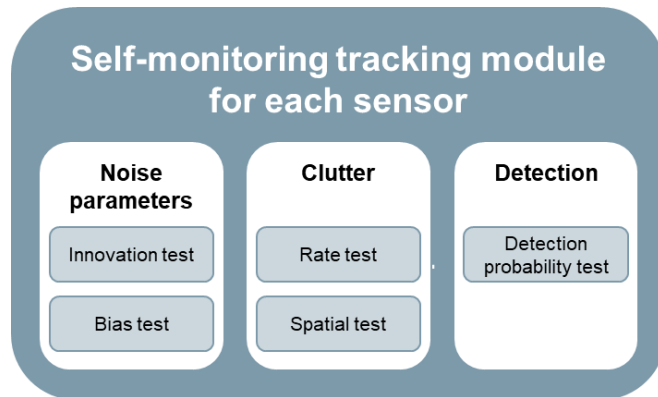 Self-monitoring tracking module
for each sensor
Noise
parameters
Innovation test
Bias test
Clutter
Rate test
Spatial test
Detection
Detection
probability test